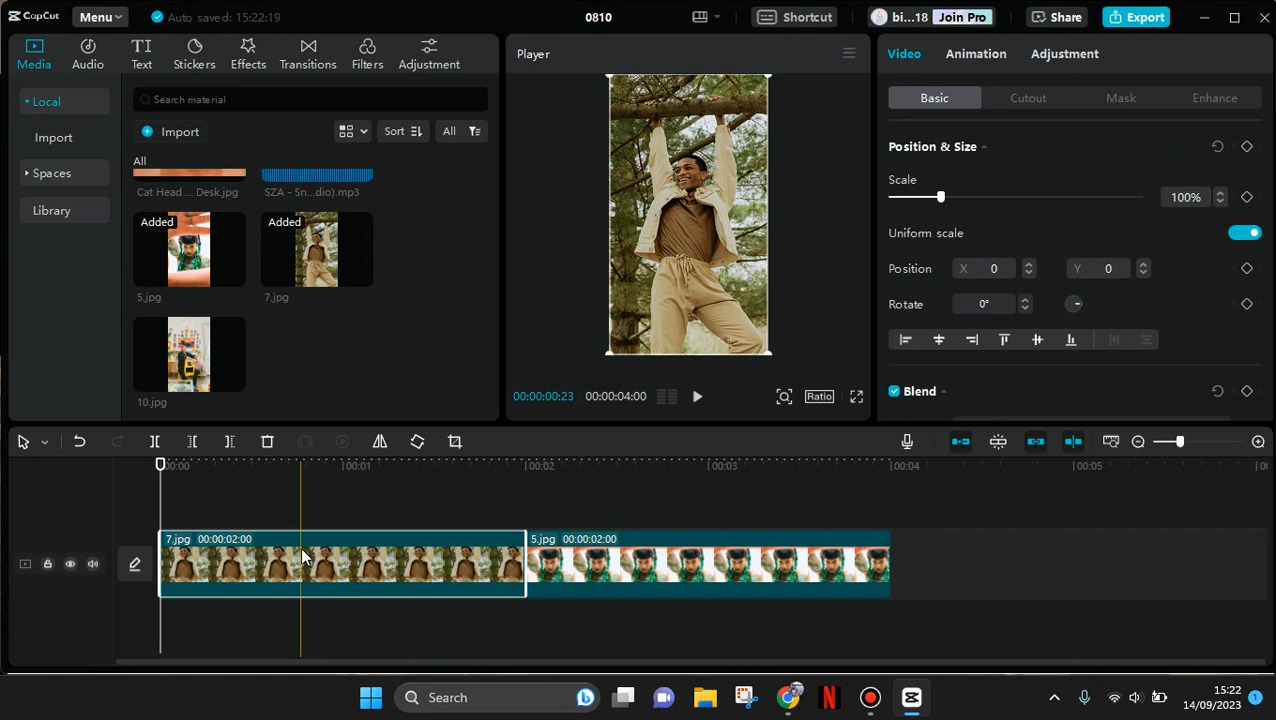 CapCut
Menu
Auto saved: 15:22:19
0810
Shortcut
bi...18
Join Pro
Share
Export
Media
Audio
Text
Stickers
Effects
Transitions
Filters
Adjustment
Local
Import
Spaces
Library
Search material
Import
Sort
All
All
Cat Head ... Desk.jpg
SZA - Sn...dio).mp3
Added
5.jpg
Added
7.jpg
10.jpg
Player
00:00:00:23
00:00:04:00
Ratio
Video
Animation
Adjustment
Basic
Cutout
Mask
Enhance
Position & Size
Scale
100%
Uniform scale
Position
X
0
Y
0
Rotate
0°
Blend
00:00
00:01
00:02
00:03
00:04
00:05
7.jpg 00:00:02:00
5.jpg 00:00:02:00
Search
15:22
14/09/2023
1